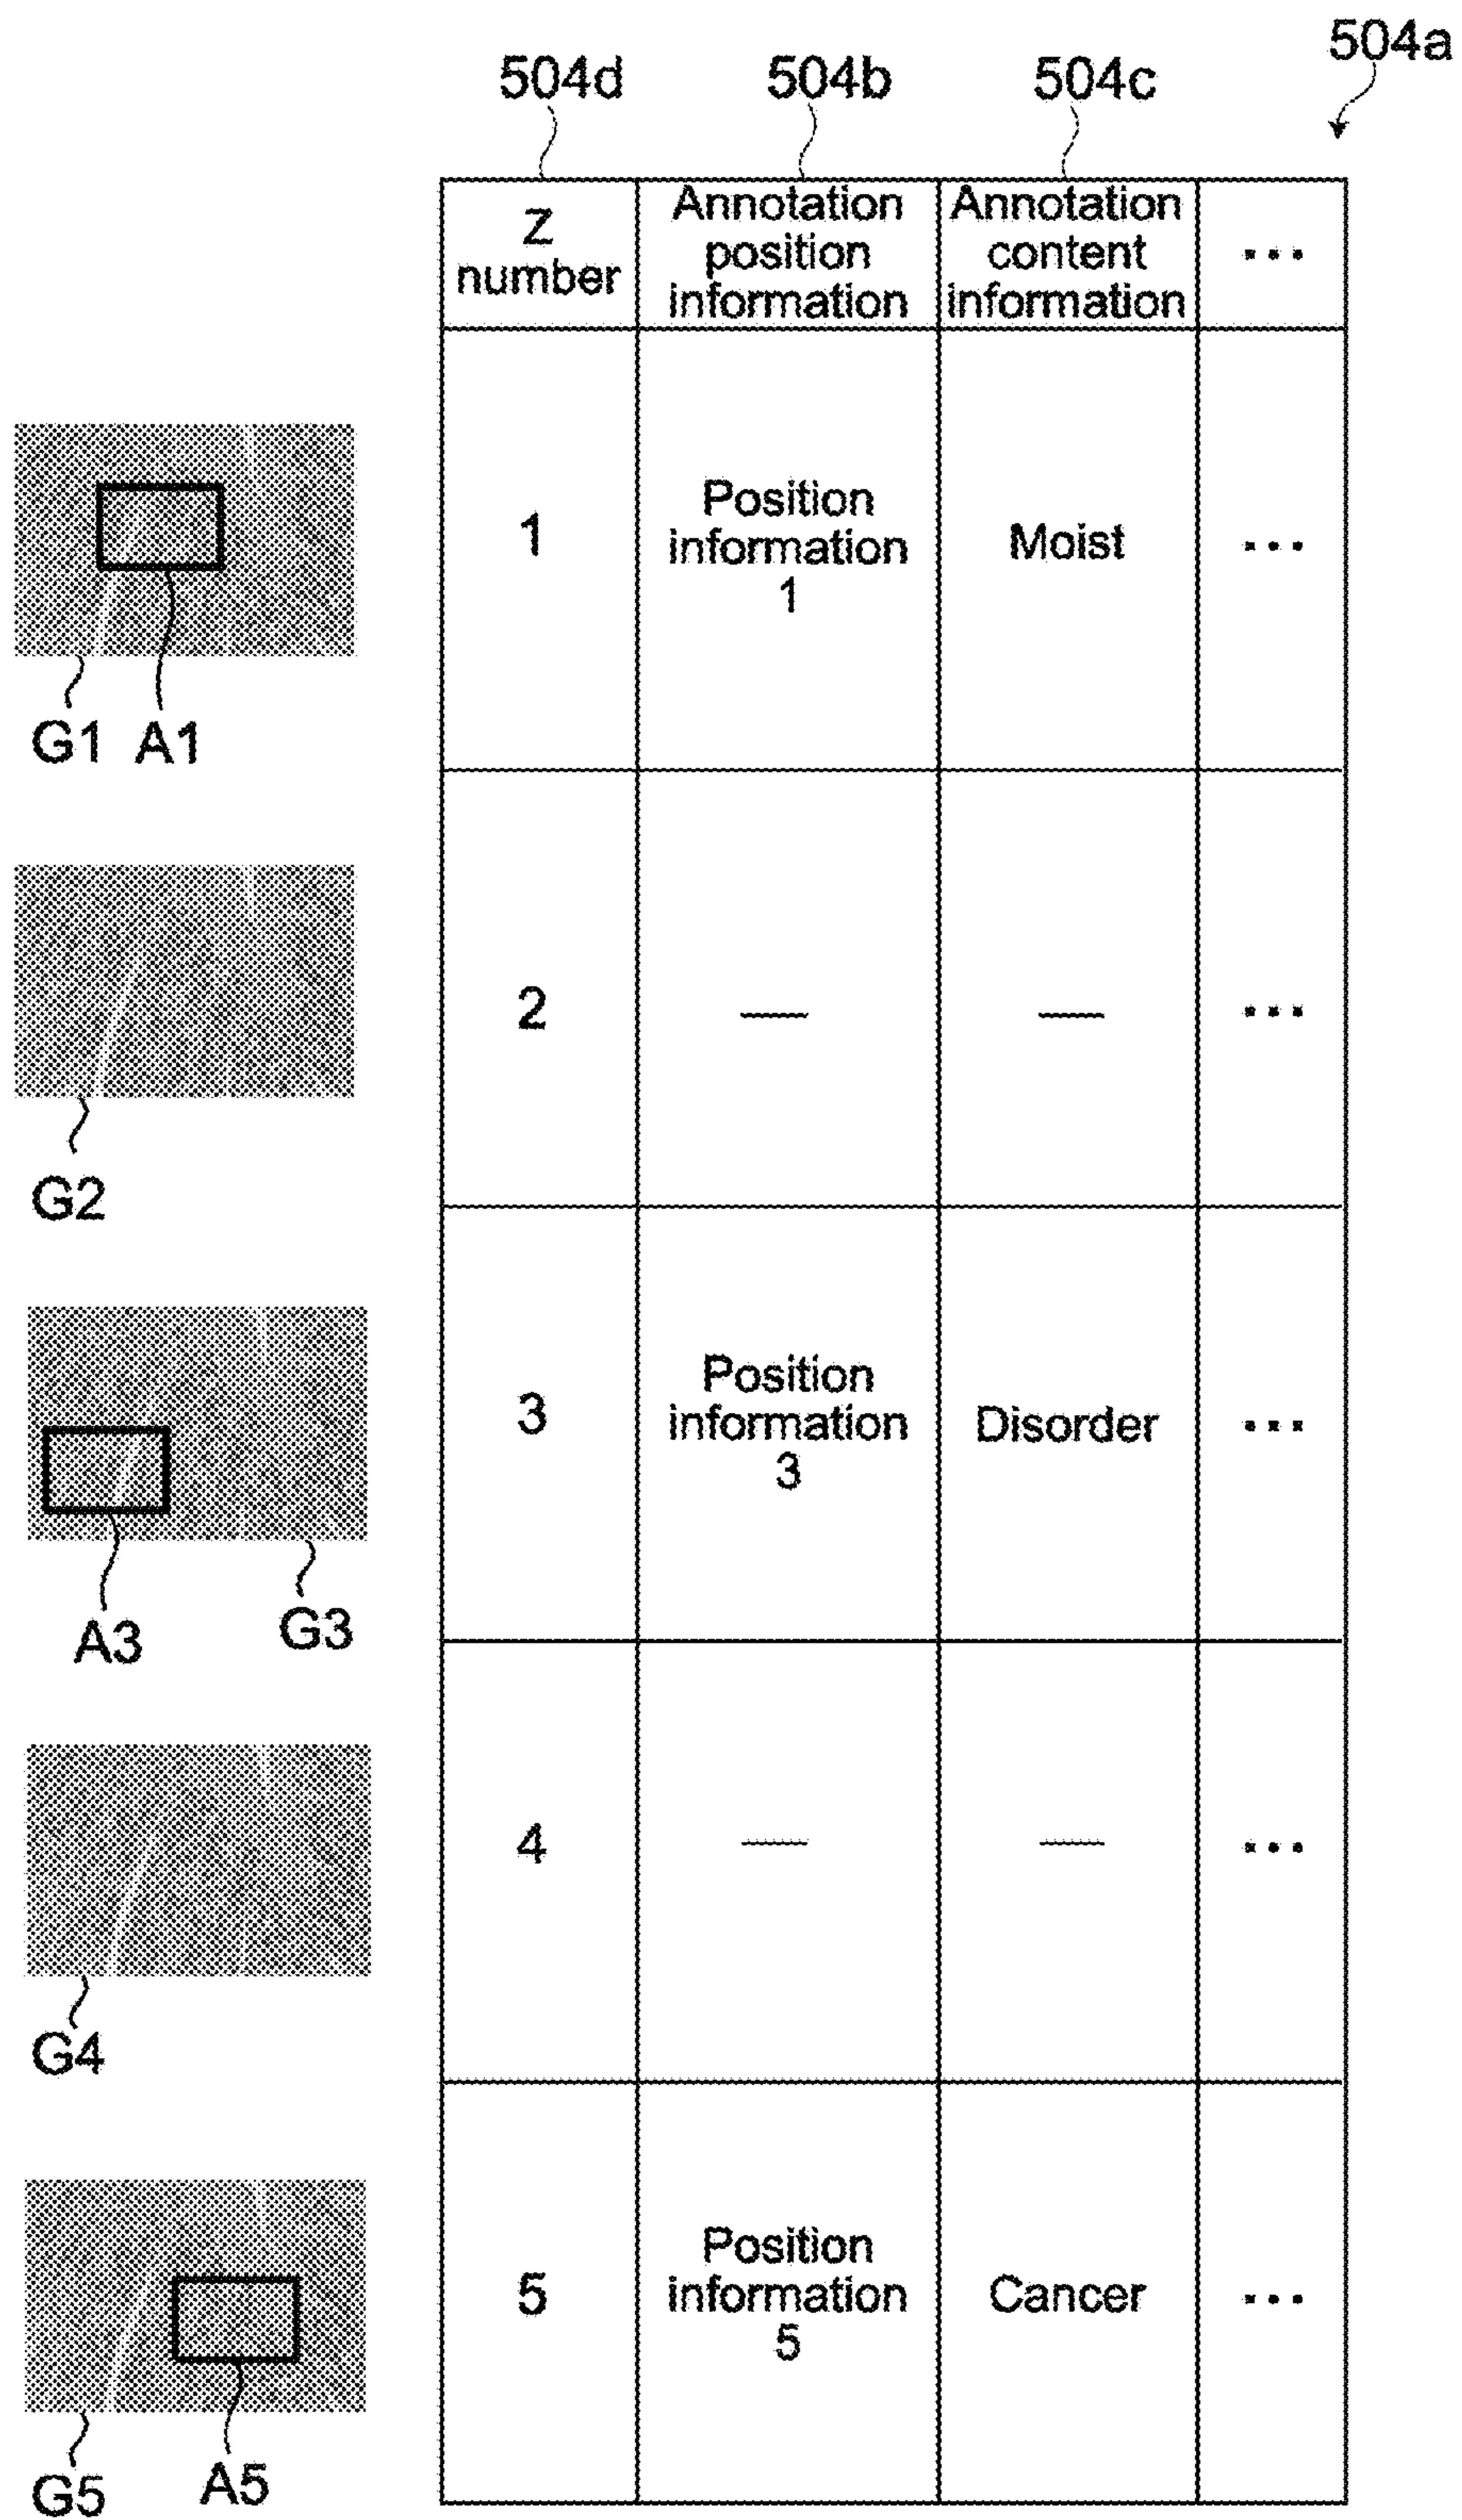 504a
504d 504b 504c
Z number
Annotation position information
Annotation content information
...
1
Position information 1
Moist
...
G1 A1
2
—
—
...
G2
3
Position information 3
Disorder
...
A3 G3
4
—
—
...
G4
5
Position information 5
Cancer
...
G5 A5